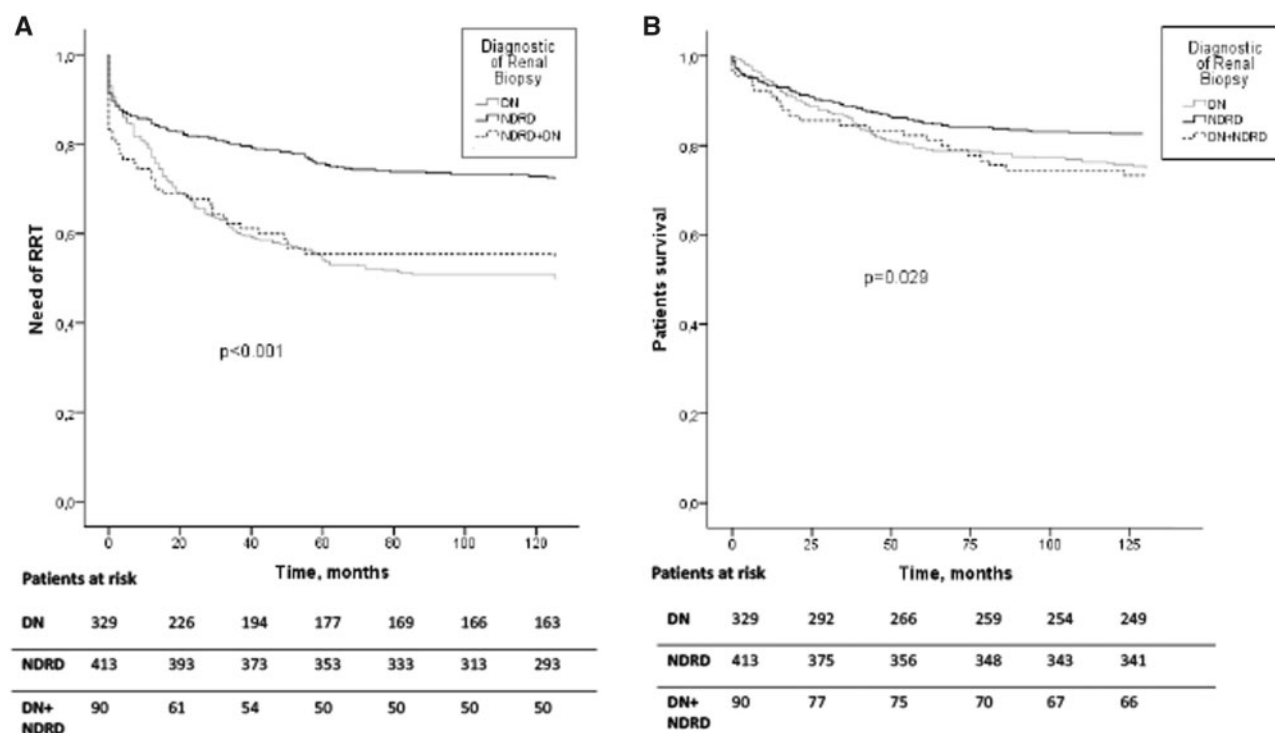 A
Diagnostic
of Renal
Biopsy
DN
NDRD
NDRD+DN
1,0
0,8
0,6
0,4
0,2
0,0
Need of RRT
p<0.001
0 20 40 60 80 100 120
Time, months
Patients at risk
DN 329 226 194 177 169 166 163
NDRD 413 393 373 353 333 313 293
DN+ 90 61 54 50 50 50 50
NDRD
B
Diagnostic
of Renal
Biopsy
DN
NDRD
DN+NDRD
1,0
0,8
0,6
0,4
0,2
0,0
Patients survival
p=0.029
0 25 50 75 100 125
Time, months
Patients at risk
DN 329 292 266 259 254 249
NDRD 413 375 356 348 343 341
DN+ 90 77 75 70 67 66
NDRD